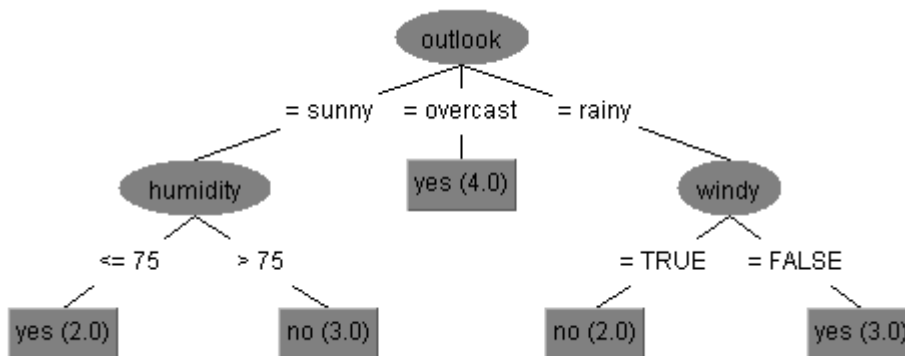 outlook
= sunny = overcast = rainy
humidity yes (4.0) windy
<= 75 > 75 = TRUE = FALSE
yes (2.0) no (3.0) no (2.0) yes (3.0)